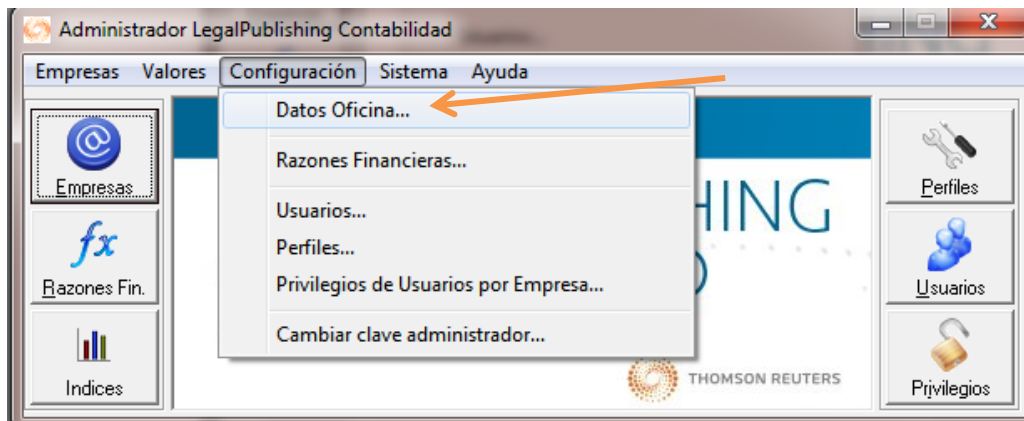 Administrador LegalPublishing Contabilidad
Empresas Valores Configuración Sistema Ayuda
Datos Oficina...
Razones Financieras...
Usuarios...
Perfiles...
Privilegios de Usuarios por Empresa...
Cambiar clave administrador...
Empresas
Razones Fin.
Indices
HING
THOMSON REUTERS
Perfiles
Usuarios
Privilegios